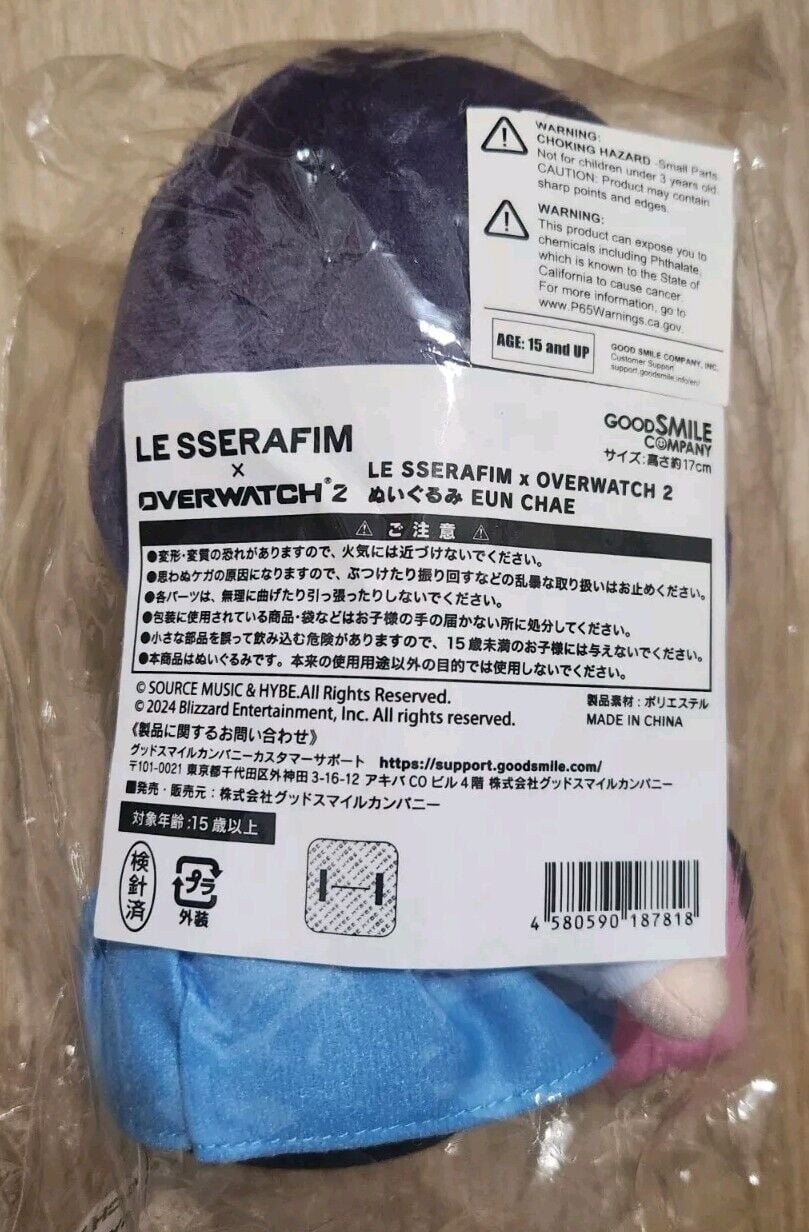 WARNING:
CHOKING HAZARD -Small Parts
Not for children under 3 years old.
CAUTION: Product may contain
sharp points and edges.
WARNING:
This product can expose you to
chemicals including Phthalate,
which is known to the State of
California to cause cancer
For more information, go to
www.P65Warnings.ca.gov.
AGE: 15 and UP
GOOD SMILE COMPANY, INC.
Customer Support
support.goodsmile.info/en/
GOODSMILE
COMPANY
サイズ:高さ約17cm
LE SSERAFIM
×
OVERWATCH®2
LE SSERAFIM x OVERWATCH 2
ぬいぐるみ EUN CHAE
⚠ ご注意 ⚠
●変形・変質の恐れがありますので、火気には近づけないでください。
●思わぬケガの原因になりますので、ぶつけたり振り回すなどの乱暴な取り扱いはお止めください。
●各パーツは、無理に曲げたり引っ張ったりしないでください。
●包装に使用されている商品・袋などはお子様の手の届かない所に処分してください。
●小さな部品を誤って飲み込む危険がありますので、15歳未満のお子様には与えないでください。
●本商品はぬいぐるみです。本来の使用用途以外の目的では使用しないでください。
© SOURCE MUSIC & HYBE.All Rights Reserved.
© 2024 Blizzard Entertainment, Inc. All rights reserved.
製品素材：ポリエステル
MADE IN CHINA
《製品に関するお問い合わせ》
グッドスマイルカンパニーカスタマーサポート https://support.goodsmile.com/
〒101-0021 東京都千代田区外神田 3-16-12 アキバ CO ビル 4 階 株式会社グッドスマイルカンパニー
■発売・販売元：株式会社グッドスマイルカンパニー
対象年齢:15歳以上
検針済
プラ
外装
4 580590 187818